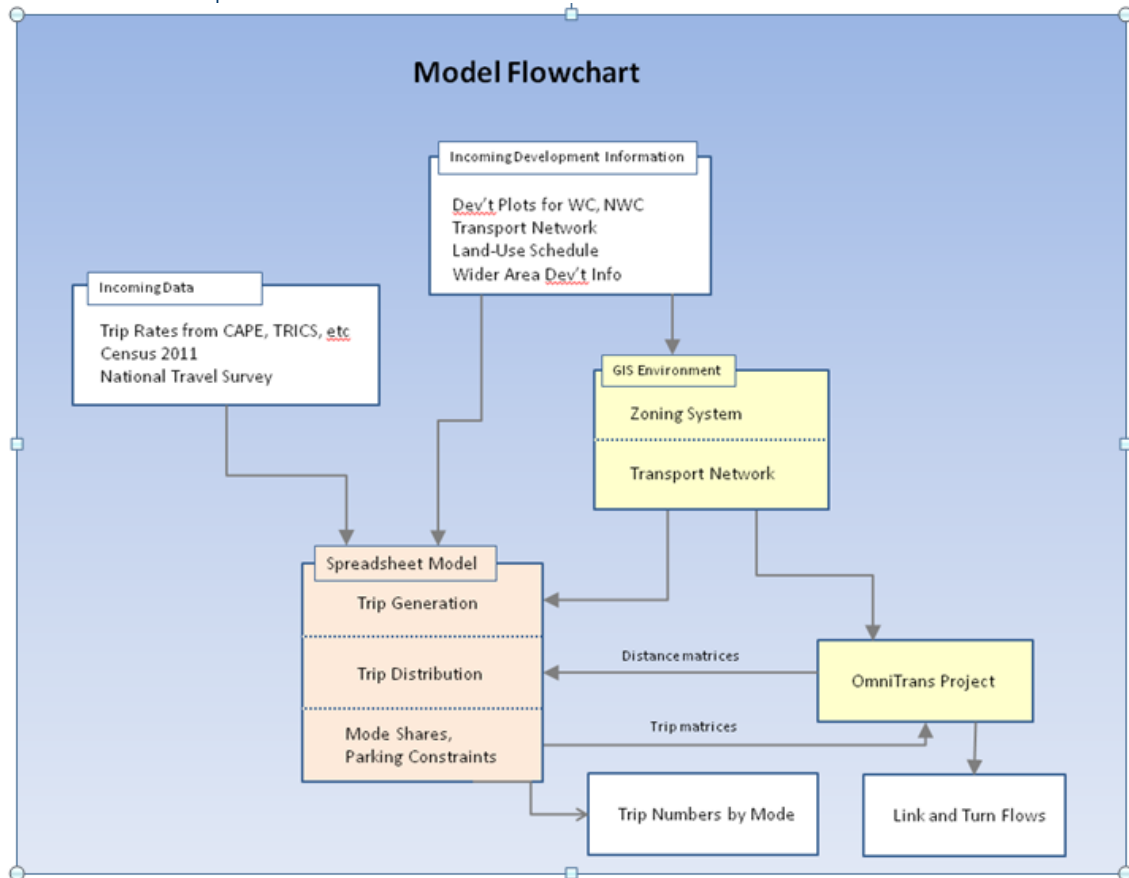 Model Flowchart
Incoming Development Information
Dev't Plots for WC, NWC
Transport Network
Land-Use Schedule
Wider Area Dev't Info
Incoming Data
Trip Rates from CAPE, TRICS, etc
Census 2011
National Travel Survey
GIS Environment
Zoning System
Transport Network
Spreadsheet Model
Trip Generation
Trip Distribution
Mode Shares,
Parking Constraints
Distance matrices
OmniTrans Project
Trip matrices
Trip Numbers by Mode
Link and Turn Flows